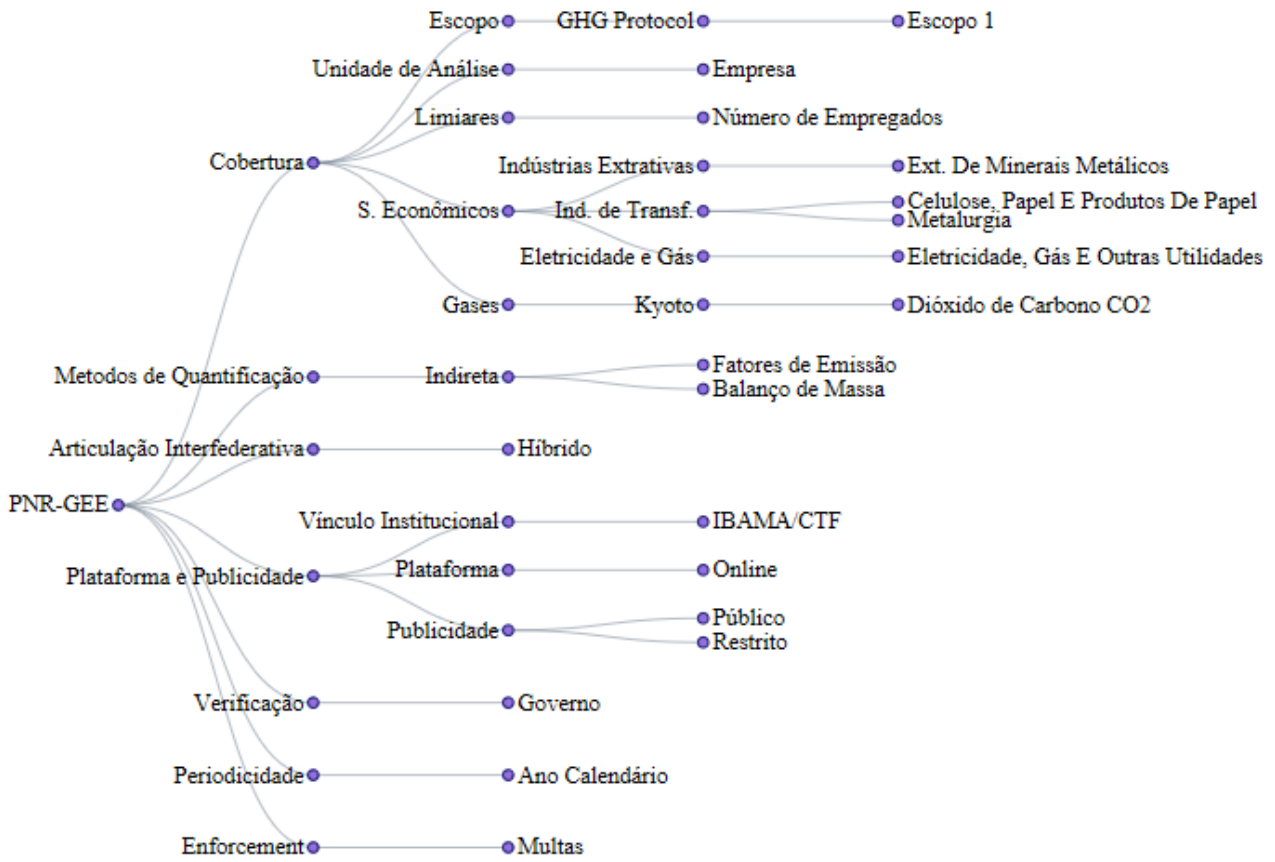 Escopo GHG Protocol Escopo 1
Unidade de Análise Empresa
Limiares Número de Empregados
Cobertura
Indústrias Extrativas Ext. De Minerais Metálicos
S. Económicos Ind. de Transf. Celulose, Papel E Produtos De Papel
Metalurgia
Eletricidade e Gás Eletricidade, Gás E Outras Utilidades
Gases Kyoto Dióxido de Carbono CO2
Metodos de Quantificação Indireta Fatores de Emissão
Balanço de Massa
Articulação Interfederativa Híbrido
PNR-GEE
Vínculo Institucional IBAMA/CTF
Plataforma e Publicidade Plataforma Online
Publicidade Público
Restrito
Verificação Governo
Periodicidade Ano Calendário
Enforcement Multas